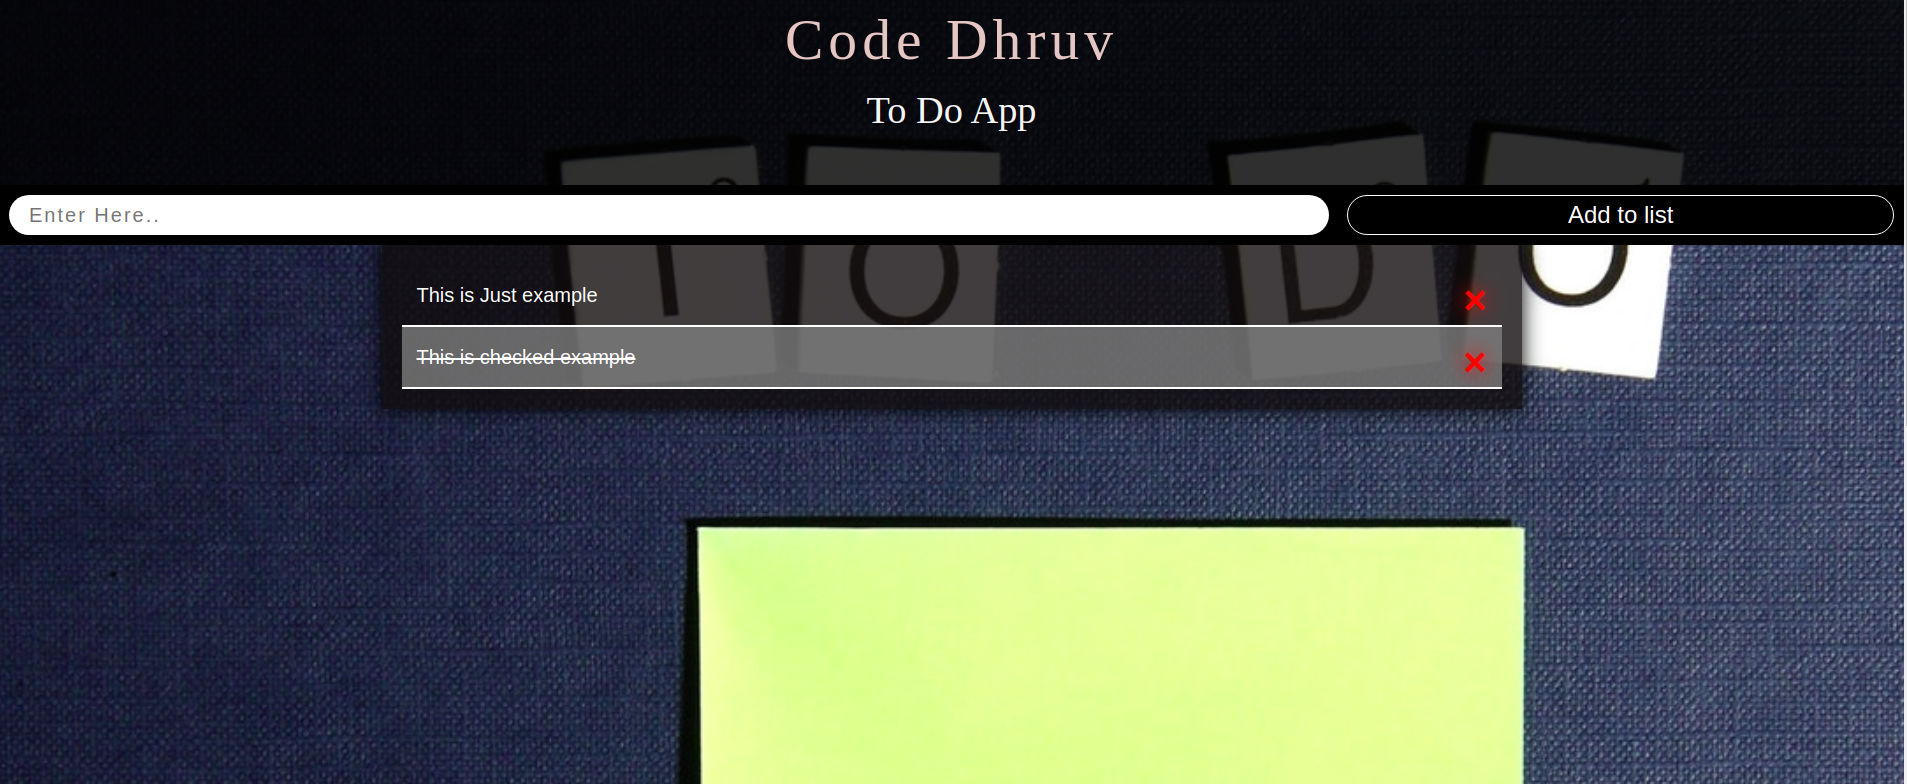 Code Dhruv
To Do App
Enter Here..
Add to list
T O D O
This is Just example
This is checked example